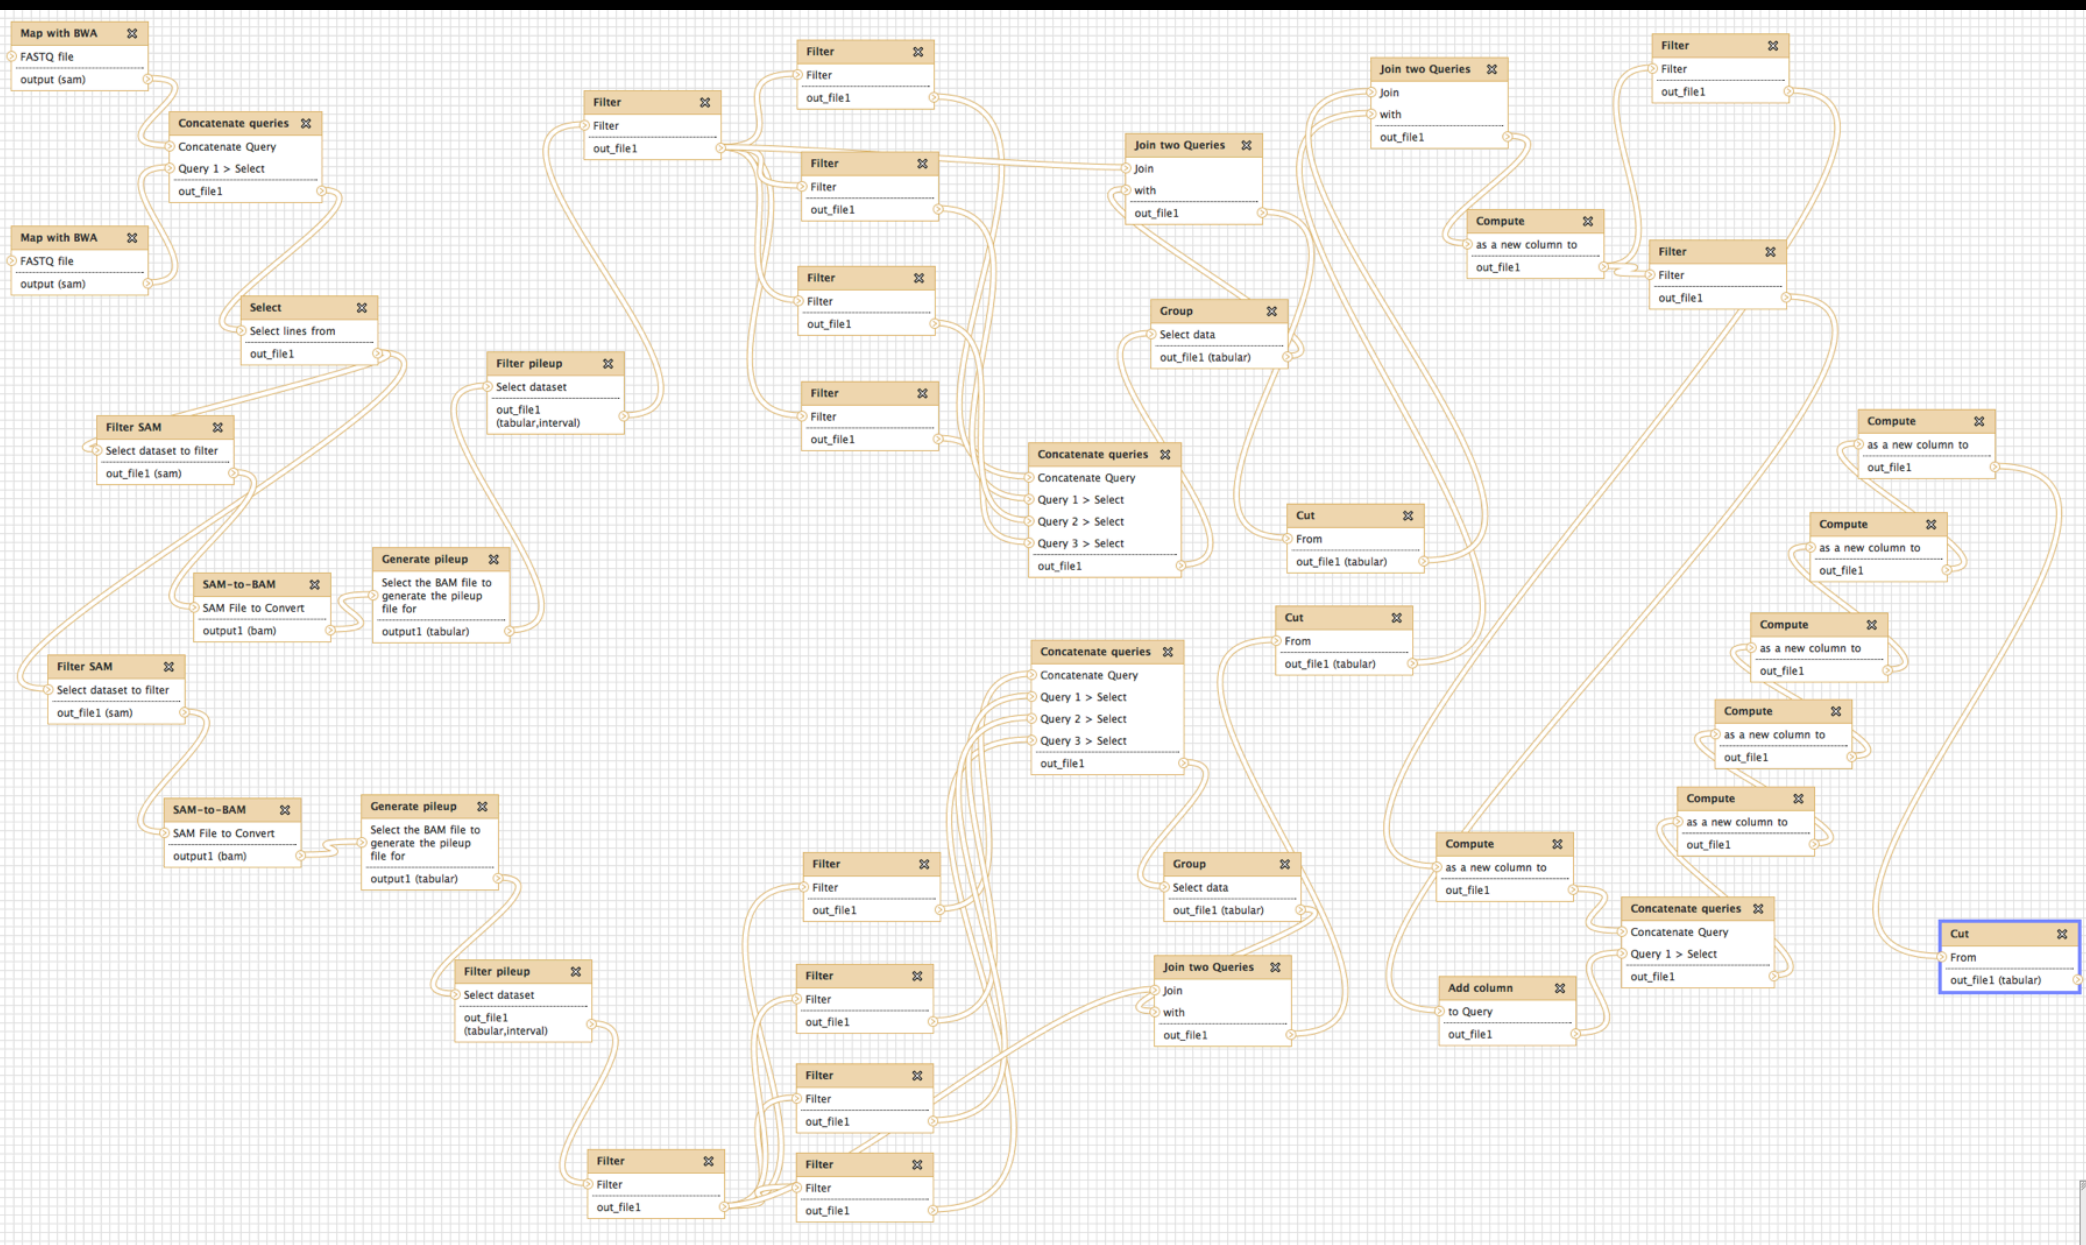 Map with BWA
FASTQ file
output (sam)
Concatenate queries
Concatenate Query
Query 1 > Select
out_file1
Map with BWA
FASTQ file
output (sam)
Select
Select lines from
out_file1
Filter SAM
Select dataset to filter
out_file1 (sam)
SAM-to-BAM
SAM File to Convert
output1 (bam)
Generate pileup
Select the BAM file to
generate the pileup
file for
output1 (tabular)
Filter pileup
Select dataset
out_file1
(tabular,interval)
Filter SAM
Select dataset to filter
out_file1 (sam)
SAM-to-BAM
SAM File to Convert
output1 (bam)
Generate pileup
Select the BAM file to
generate the pileup
file for
output1 (tabular)
Filter pileup
Select dataset
out_file1
(tabular,interval)
Filter
Filter
out_file1
Filter
Filter
out_file1
Filter
Filter
out_file1
Filter
Filter
out_file1
Filter
Filter
out_file1
Filter
Filter
out_file1
Filter
Filter
out_file1
Filter
Filter
out_file1
Filter
Filter
out_file1
Filter
Filter
out_file1
Concatenate queries
Concatenate Query
Query 1 > Select
Query 2 > Select
Query 3 > Select
out_file1
Concatenate queries
Concatenate Query
Query 1 > Select
Query 2 > Select
Query 3 > Select
out_file1
Join two Queries
Join
with
out_file1
Group
Select data
out_file1 (tabular)
Cut
From
out_file1 (tabular)
Cut
From
out_file1 (tabular)
Group
Select data
out_file1 (tabular)
Join two Queries
Join
with
out_file1
Join two Queries
Join
with
out_file1
Compute
as a new column to
out_file1
Filter
Filter
out_file1
Filter
Filter
out_file1
Compute
as a new column to
out_file1
Add column
to Query
out_file1
Concatenate queries
Concatenate Query
Query 1 > Select
out_file1
Compute
as a new column to
out_file1
Compute
as a new column to
out_file1
Compute
as a new column to
out_file1
Compute
as a new column to
out_file1
Compute
as a new column to
out_file1
Cut
From
out_file1 (tabular)